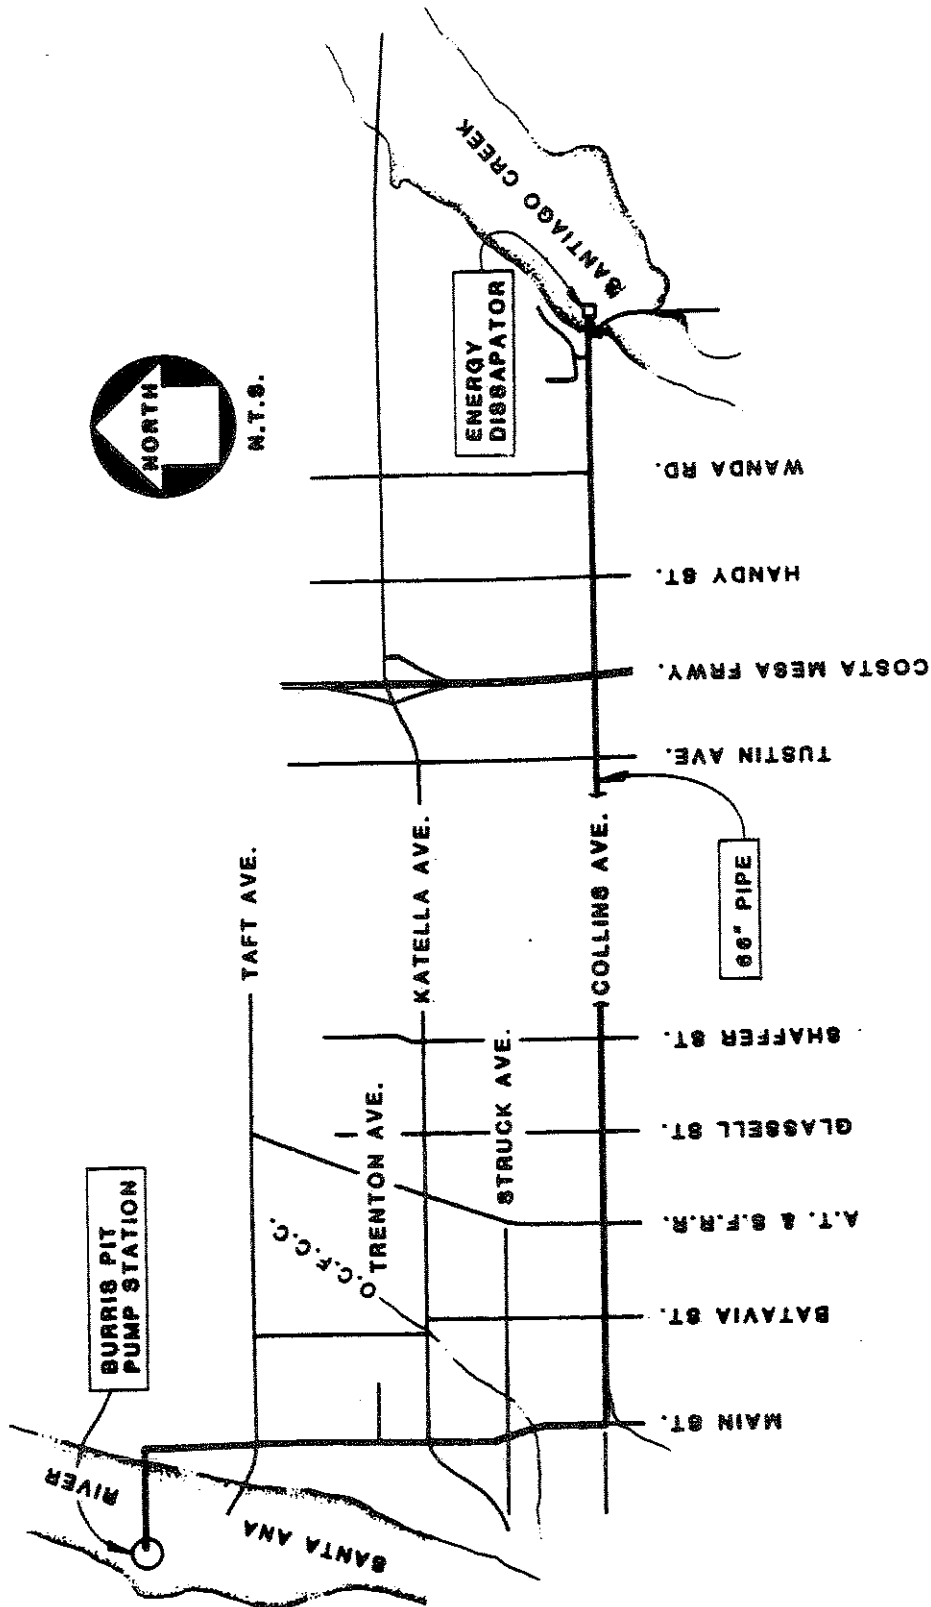 NORTH
N.T.S.
SANTIAGO CREEK
ENERGY
DISSAPATOR
WANDA RD.
HANDY ST.
COSTA MESA FRWY.
TUSTIN AVE.
TAFT AVE.
KATELLA AVE.
COLLINS AVE.
66" PIPE
SHAFFER ST.
GLASSELL ST.
TRENTON AVE.
STRUCK AVE.
A.T. & S.F.R.R.
O.C.F.C.C.
BATAVIA ST.
BURRIS PIT
PUMP STATION
MAIN ST.
SANTA ANA
RIVER